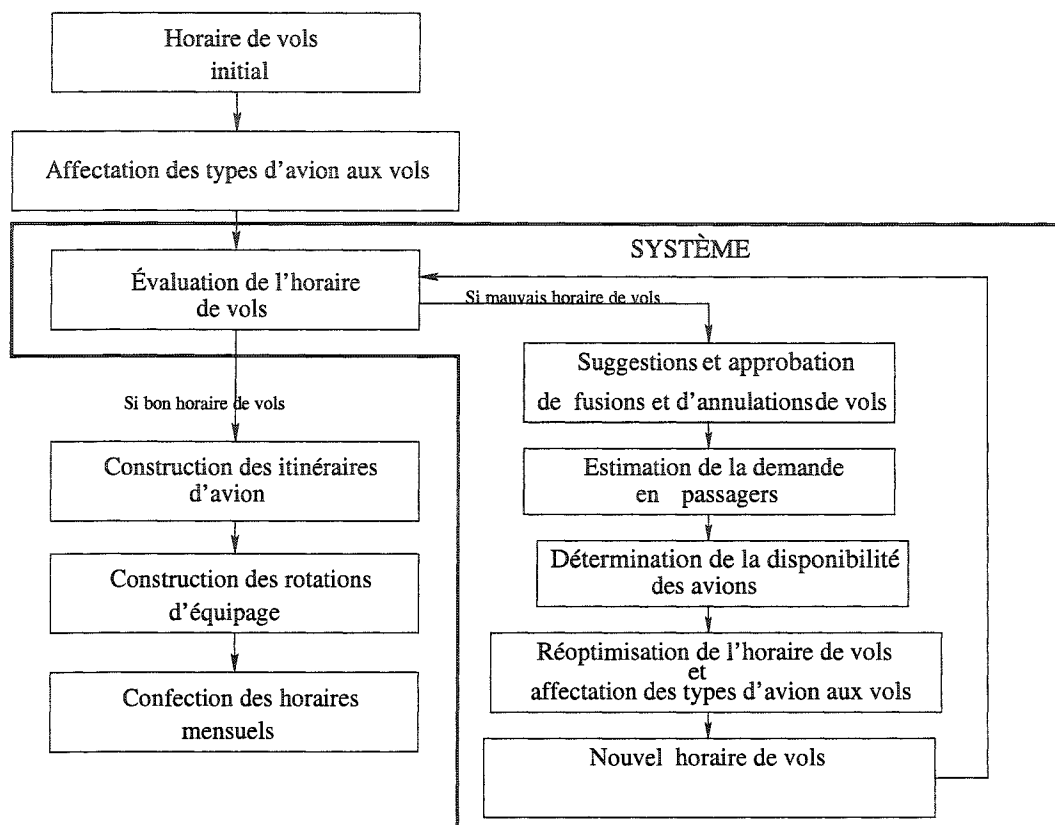 Horaire de vols
initial
Affectation des types d'avion aux vols
SYSTÈME
Évaluation de l'horaire
de vols
Si mauvais horaire de vols
Suggestions et approbation
de fusions et d'annulations de vols
Si bon horaire de vols
Construction des itinéraires
d'avion
Estimation de la demande
en passagers
Construction des rotations
d'équipage
Détermination de la disponibilité
des avions
Confection des horaires
mensuels
Réoptimisation de l'horaire de vols
et
affectation des types d'avion aux vols
Nouvel horaire de vols